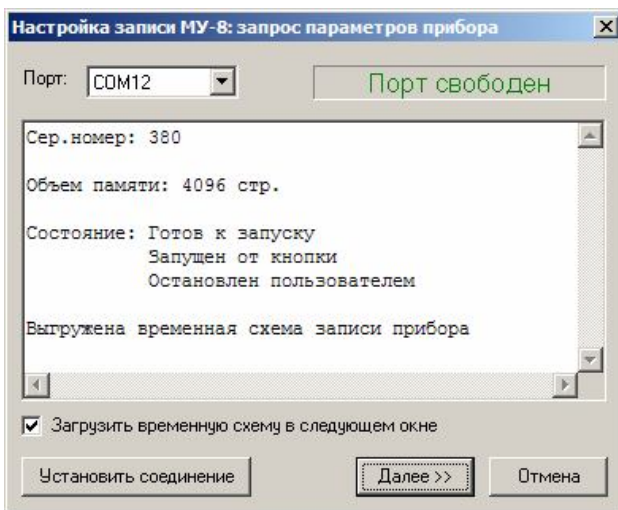 Настройка записи МУ-8: запрос параметров прибора
Порт: COM12 Порт свободен
Сер.номер: 380
Объем памяти: 4096 стр.
Состояние: Готов к запуску
Запущен от кнопки
Остановлен пользователем
Выгружена временная схема записи прибора
Загрузить временную схему в следующем окне
Установить соединение Далее >> Отмена